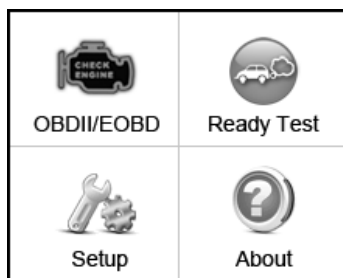 CHECK
ENGINE
OBDII/EOBD
Ready Test
?
Setup
About